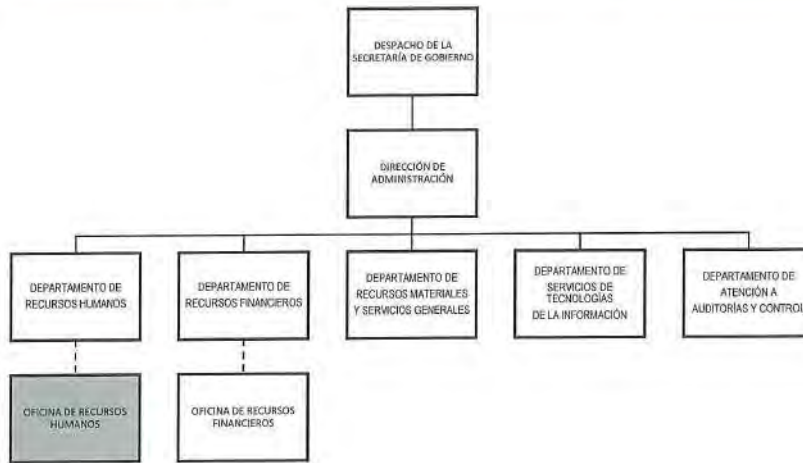 DESPACHO DE LA
SECRETARÍA DE GOBIERNO
DIRECCIÓN DE
ADMINISTRACIÓN
DEPARTAMENTO DE
RECURSOS HUMANOS
DEPARTAMENTO DE
RECURSOS FINANCIEROS
DEPARTAMENTO DE
RECURSOS MATERIALES
Y SERVICIOS GENERALES
DEPARTAMENTO DE
SERVICIOS DE
TECNOLOGÍAS
DE LA INFORMACIÓN
DEPARTAMENTO DE
ATENCIÓN A
AUDITORÍAS Y CONTROL
OFICINA DE RECURSOS
HUMANOS
OFICINA DE RECURSOS
FINANCIEROS